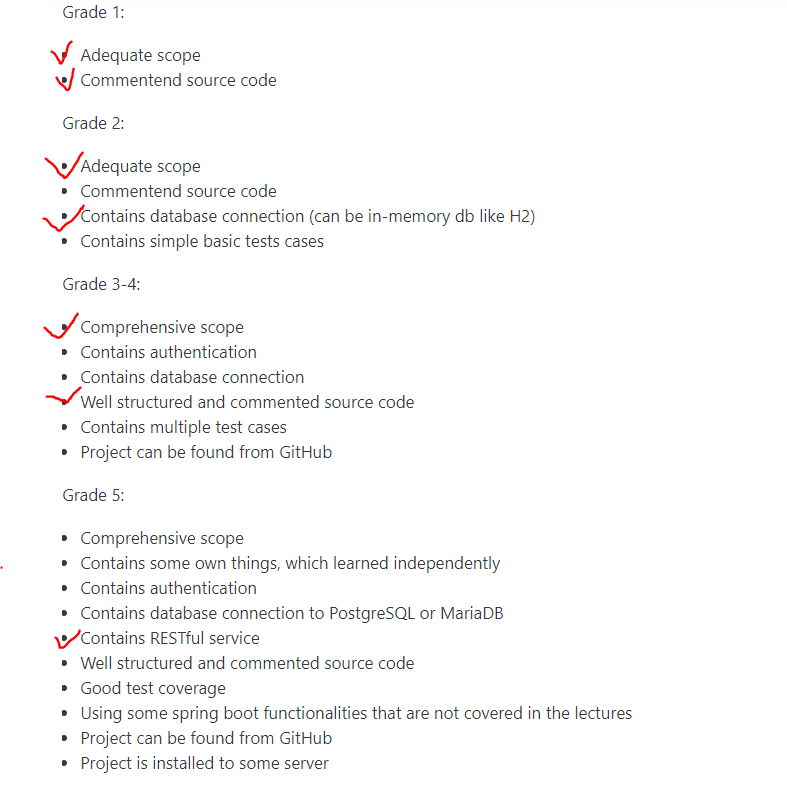 Grade 1:
Adequate scope
Commentend source code
Grade 2:
Adequate scope
Commentend source code
Contains database connection (can be in-memory db like H2)
Contains simple basic tests cases
Grade 3-4:
Comprehensive scope
Contains authentication
Contains database connection
Well structured and commented source code
Contains multiple test cases
Project can be found from GitHub
Grade 5:
Comprehensive scope
Contains some own things, which learned independently
Contains authentication
Contains database connection to PostgreSQL or MariaDB
Contains RESTful service
Well structured and commented source code
Good test coverage
Using some spring boot functionalities that are not covered in the lectures
Project can be found from GitHub
Project is installed to some server